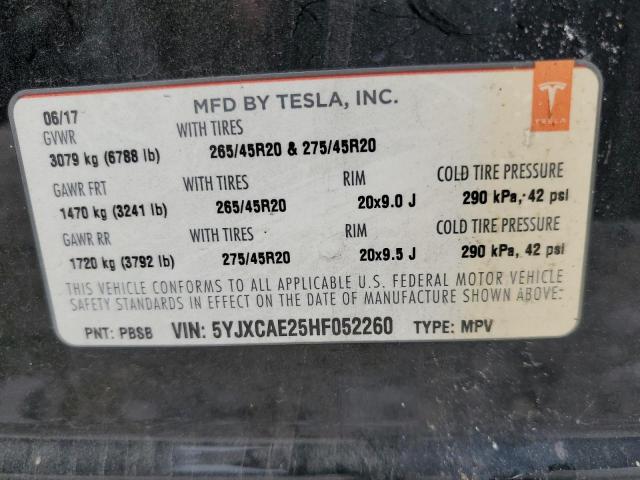 MFD BY TESLA, INC.
TESLA
06/17
GVWR WITH TIRES
3079 kg (6788 lb) 265/45R20 & 275/45R20
GAWR FRT WITH TIRES RIM COLD TIRE PRESSURE
1470 kg (3241 lb) 265/45R20 20x9.0 J 290 kPa, 42 psi
GAWR RR WITH TIRES RIM COLD TIRE PRESSURE
1720 kg (3792 lb) 275/45R20 20x9.5 J 290 kPa, 42 psi
THIS VEHICLE CONFORMS TO ALL APPLICABLE U.S. FEDERAL MOTOR VEHICLE
SAFETY STANDARDS IN EFFECT ON THE DATE OF MANUFACTURE SHOWN ABOVE:
PNT: PBSB VIN: 5YJXCAE25HF052260 TYPE: MPV